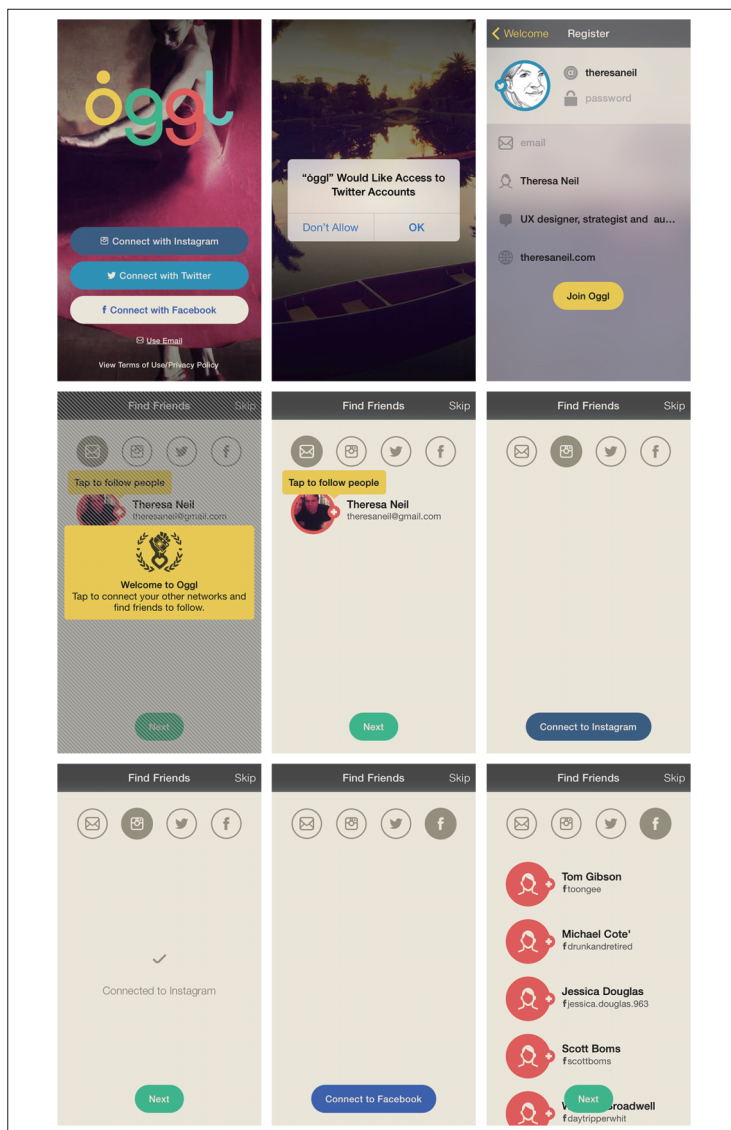 ȯggl
Connect with Instagram
Connect with Twitter
f Connect with Facebook
Use Email
View Terms of Use/Privacy Policy
“ȯggl” Would Like Access to
Twitter Accounts
Don't Allow OK
Welcome Register
@ theresaneil
password
email
Theresa Neil
UX designer, strategist and au...
theresaneil.com
Join Oggl
Find Friends Skip
Tap to follow people
Theresa Neil
theresaneil@gmail.com
Welcome to Oggl
Tap to connect your other networks and
find friends to follow.
Next
Find Friends Skip
Tap to follow people
Theresa Neil
theresaneil@gmail.com
Next
Find Friends Skip
Connect to Instagram
Find Friends Skip
f
Connected to Instagram
Next
Find Friends Skip
f
Connect to Facebook
Find Friends Skip
f
Tom Gibson
f toongee
Michael Cote'
f drunkandretired
Jessica Douglas
f jessica.douglas.963
Scott Boms
f scottboms
Next
f daytripperwhit